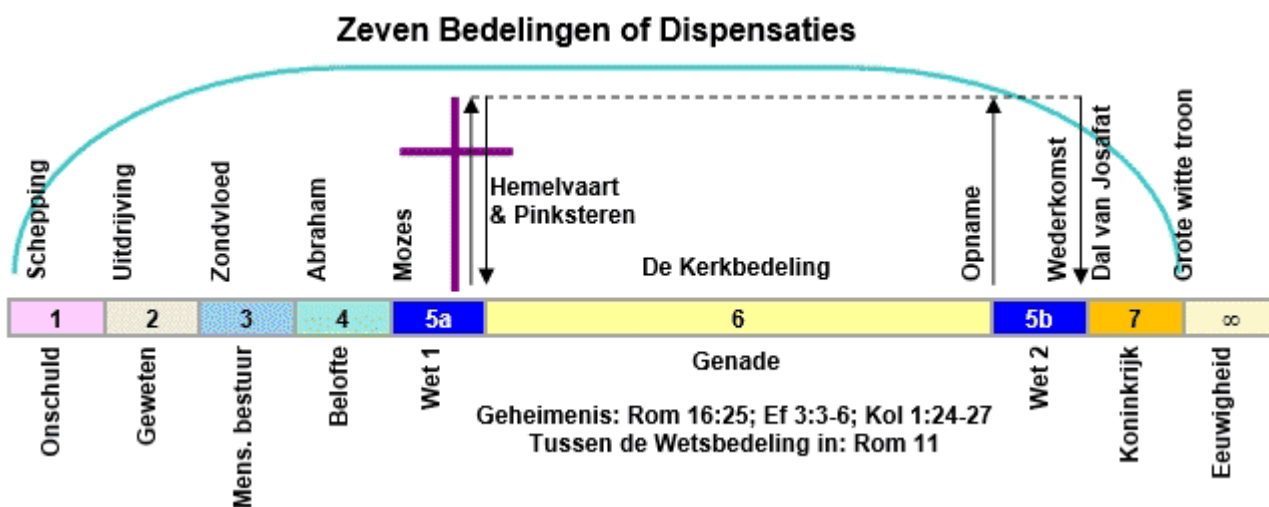 Zeven Bedelingen of Dispensaties
Schepping
Uitdrijving
Zondvloed
Abraham
Mozes
Hemelvaart
& Pinksteren
De Kerkbedeling
Opname
Wederkomst
Dal van Josafat
Grote witte troon
1
2
3
4
5a
6
5b
7
∞
Onschuld
Geweten
Mens. bestuur
Belofte
Wet 1
Genade
Geheimenis: Rom 16:25; Ef 3:3-6; Kol 1:24-27
Tussen de Wetsbedeling in: Rom 11
Wet 2
Koninkrijk
Eeuwigheid